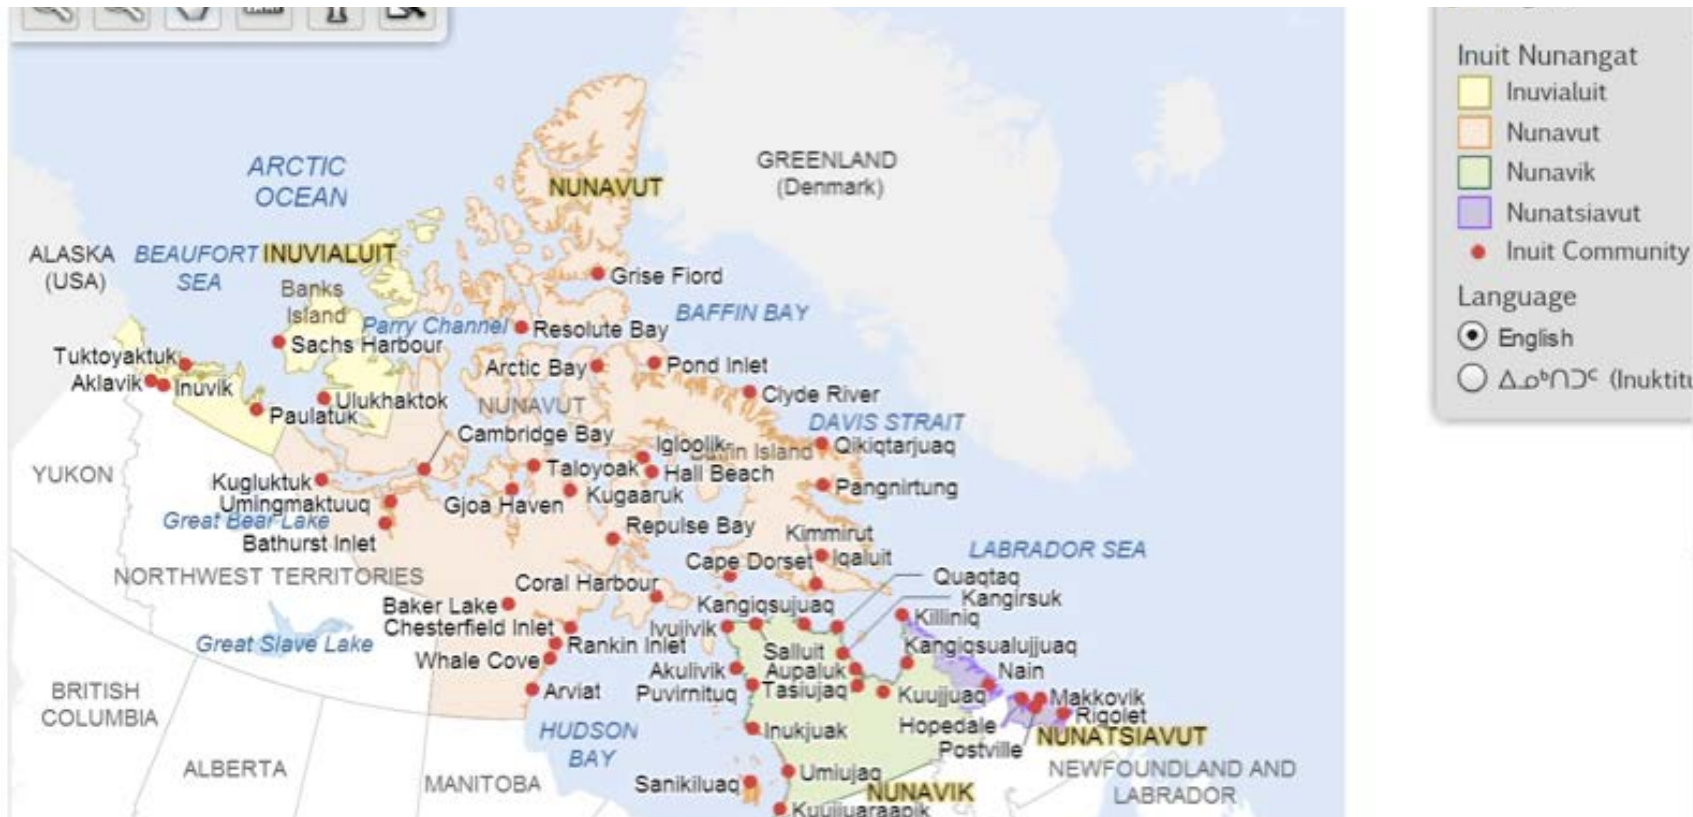 GREENLAND
(Denmark)
ARCTIC
OCEAN
NUNAVUT
ALASKA
(USA)
BEAUFORT
SEA
INUVIALUIT
Banks
Island
Grise Fiord
BAFFIN BAY
Parry Channel
Resolute Bay
Sachs Harbour
Tuktoyaktuk
Aklavik
Inuvik
Arctic Bay
Pond Inlet
Clyde River
Ulukhaktok
Paulatuk
NUNAVUT
DAVIS STRAIT
Cambridge Bay
Igloolik
Baffin Island
Qikiqtarjuaq
YUKON
Kugluktuk
Taloyoak
Hall Beach
Umingmaktuuq
Gjoa Haven
Kugaaruk
Pangnirtung
Great Bear Lake
Bathurst Inlet
Repulse Bay
Kimmirut
LABRADOR SEA
Cape Dorset
Iqaluit
NORTHWEST TERRITORIES
Coral Harbour
Quaqtaq
Kangirsuk
Baker Lake
Kangiqsujuaq
Killiniq
Chesterfield Inlet
Ivujivik
Great Slave Lake
Rankin Inlet
Salluit
Kangiqsualujjuaq
Whale Cove
Akulivik
Aupaluk
Nain
BRITISH
COLUMBIA
Arviat
Puvirnituq
Tasiujaq
Kuujjuaq
Makkovik
Rigolet
HUDSON
BAY
Inukjuak
Hopedale
Postville
NUNATSIAVUT
ALBERTA
MANITOBA
Sanikiluaq
Umiujaq
NUNAVIK
NEWFOUNDLAND AND
LABRADOR
Kuujjuaraapik
Inuit Nunangat
Inuvialuit
Nunavut
Nunavik
Nunatsiavut
Inuit Community
Language
English
ᐃᓄᒃᑎᑐᑦ (Inuktitu